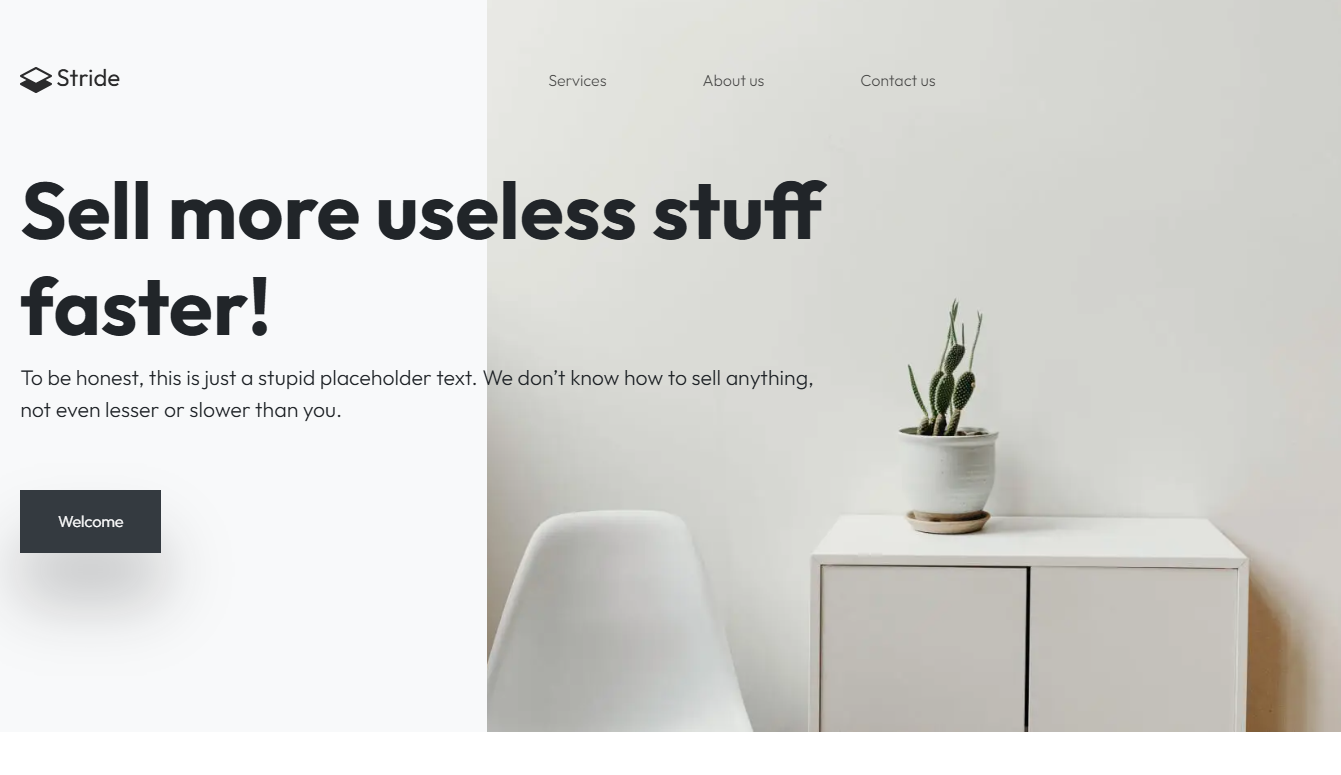 Stride
Services
About us
Contact us
Sell more useless stuff
faster!
To be honest, this is just a stupid placeholder text. We don’t know how to sell anything,
not even lesser or slower than you.
Welcome